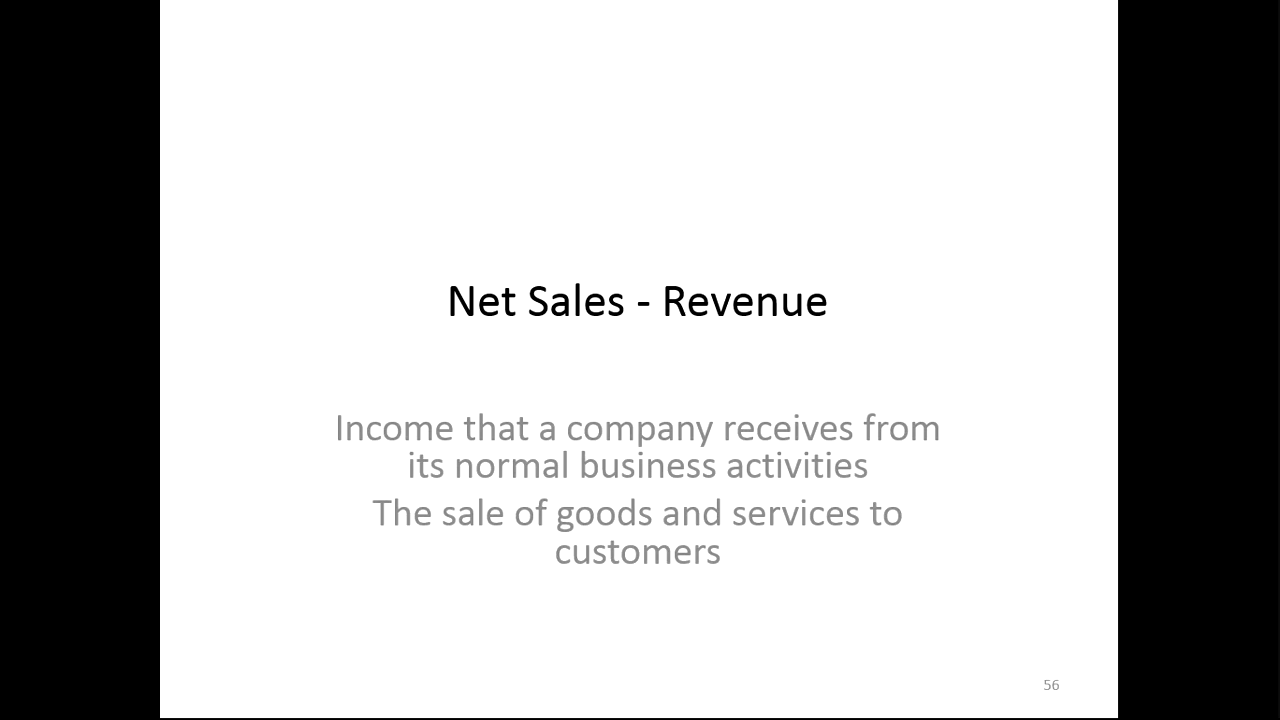 Net Sales - Revenue
Income that a company receives from
its normal business activities
The sale of goods and services to
customers
56